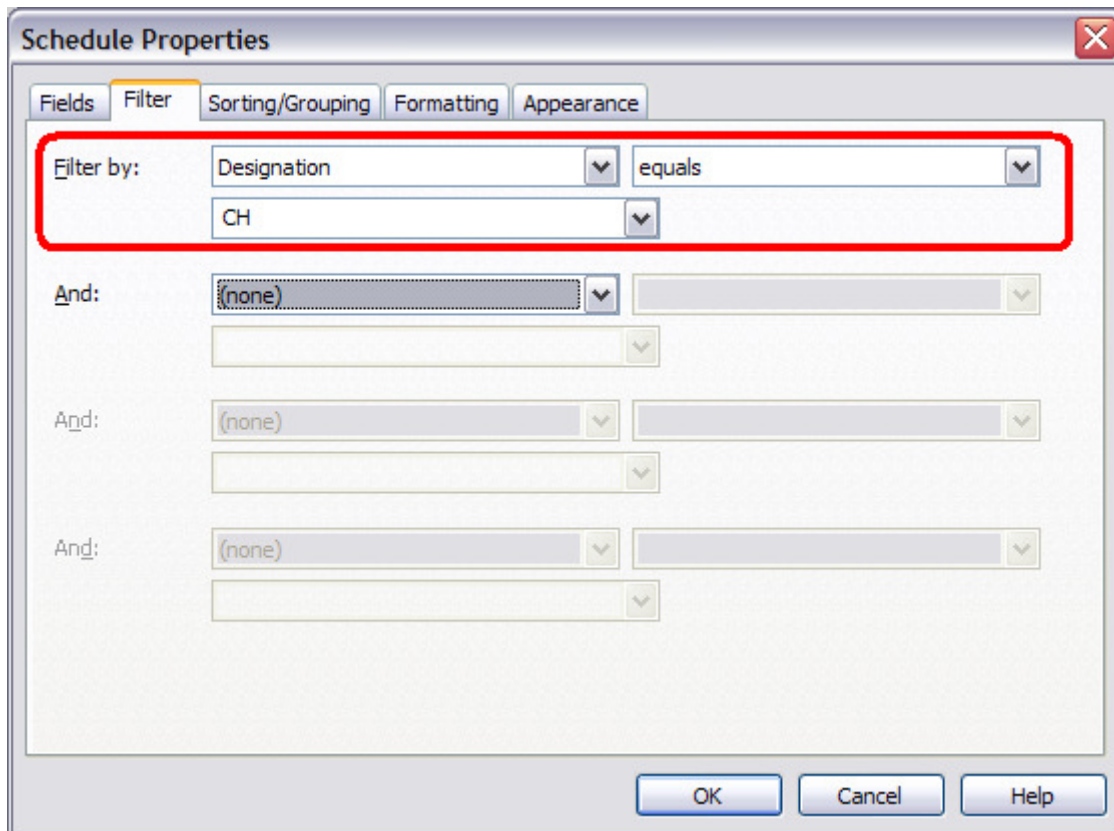 Schedule Properties
Fields Filter Sorting/Grouping Formatting Appearance
Filter by: Designation equals
CH
And: (none)
And: (none)
And: (none)
OK Cancel Help